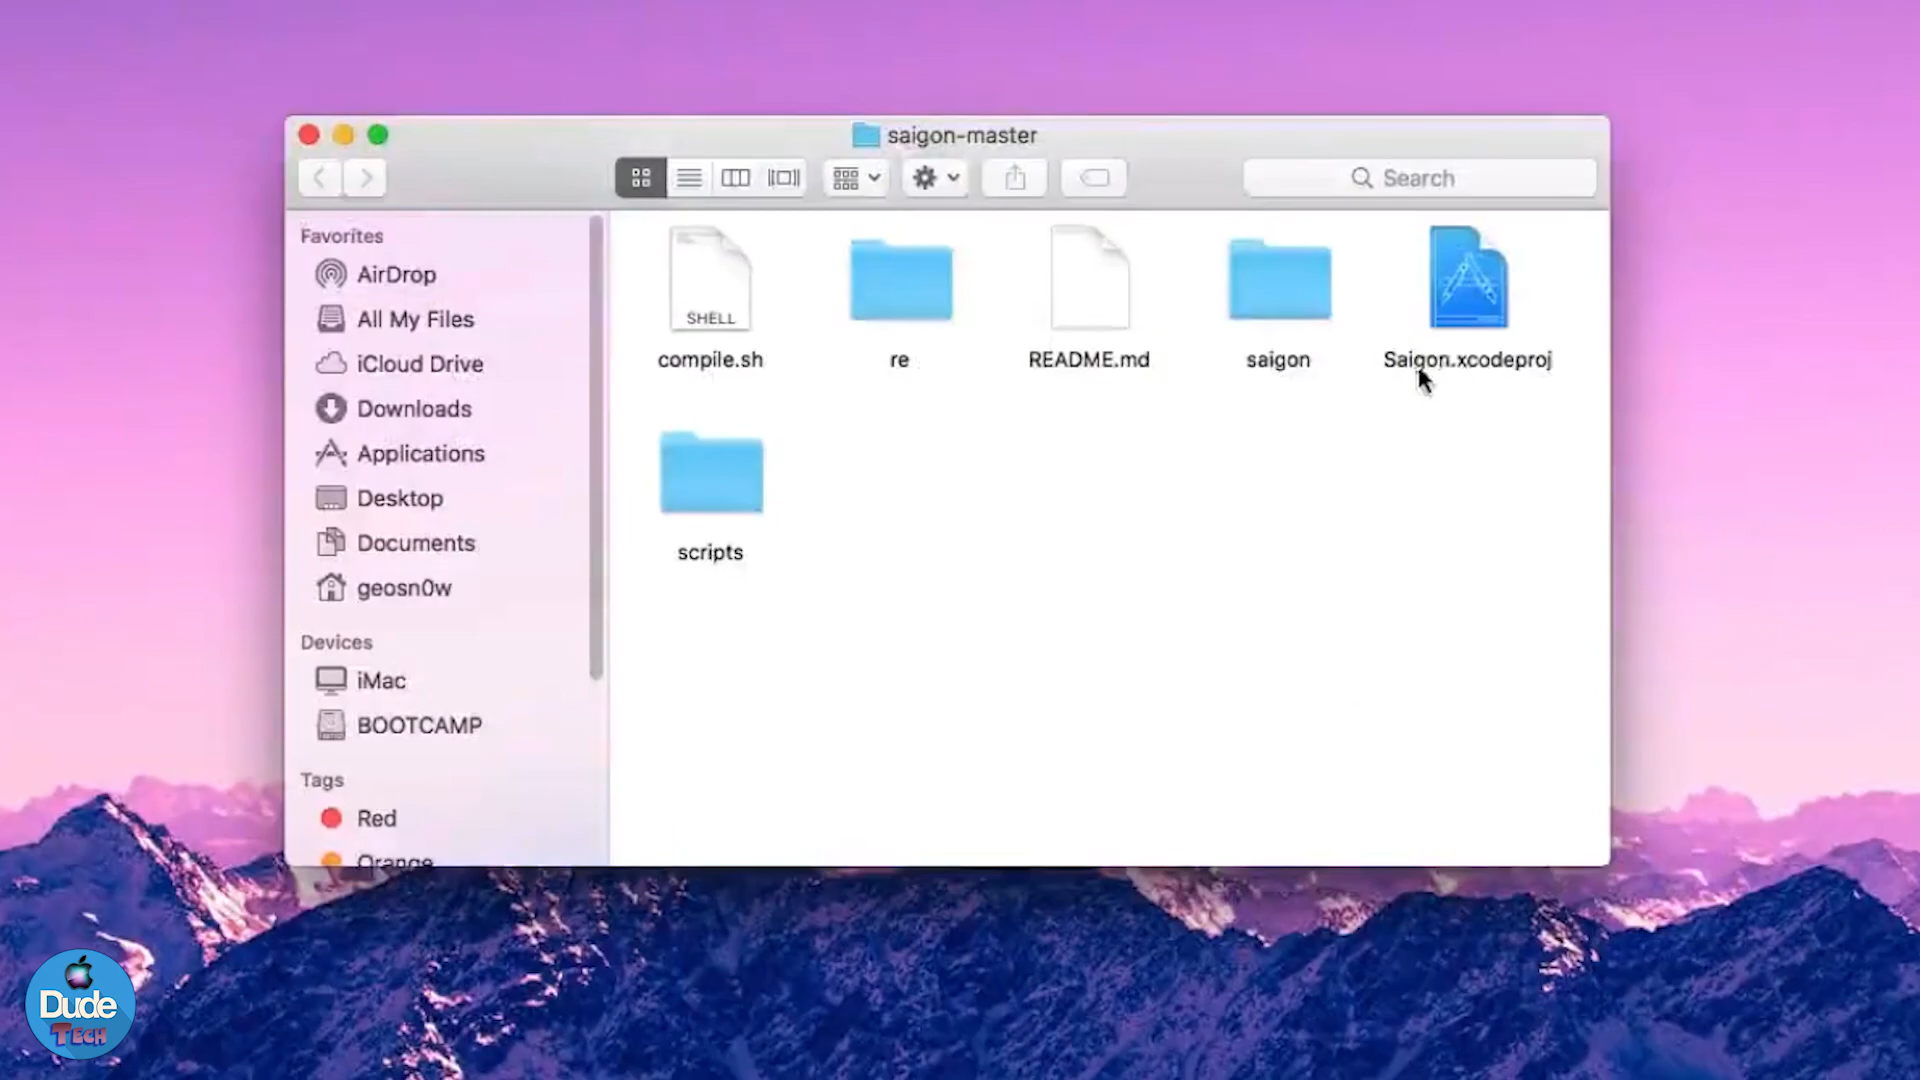 saigon-master
Search
Favorites
AirDrop
All My Files
iCloud Drive
Downloads
Applications
Desktop
Documents
geosn0w
Devices
iMac
BOOTCAMP
Tags
Red
Orange
SHELL
compile.sh
re
README.md
saigon
Saigon.xcodeproj
scripts
Dude
TECH